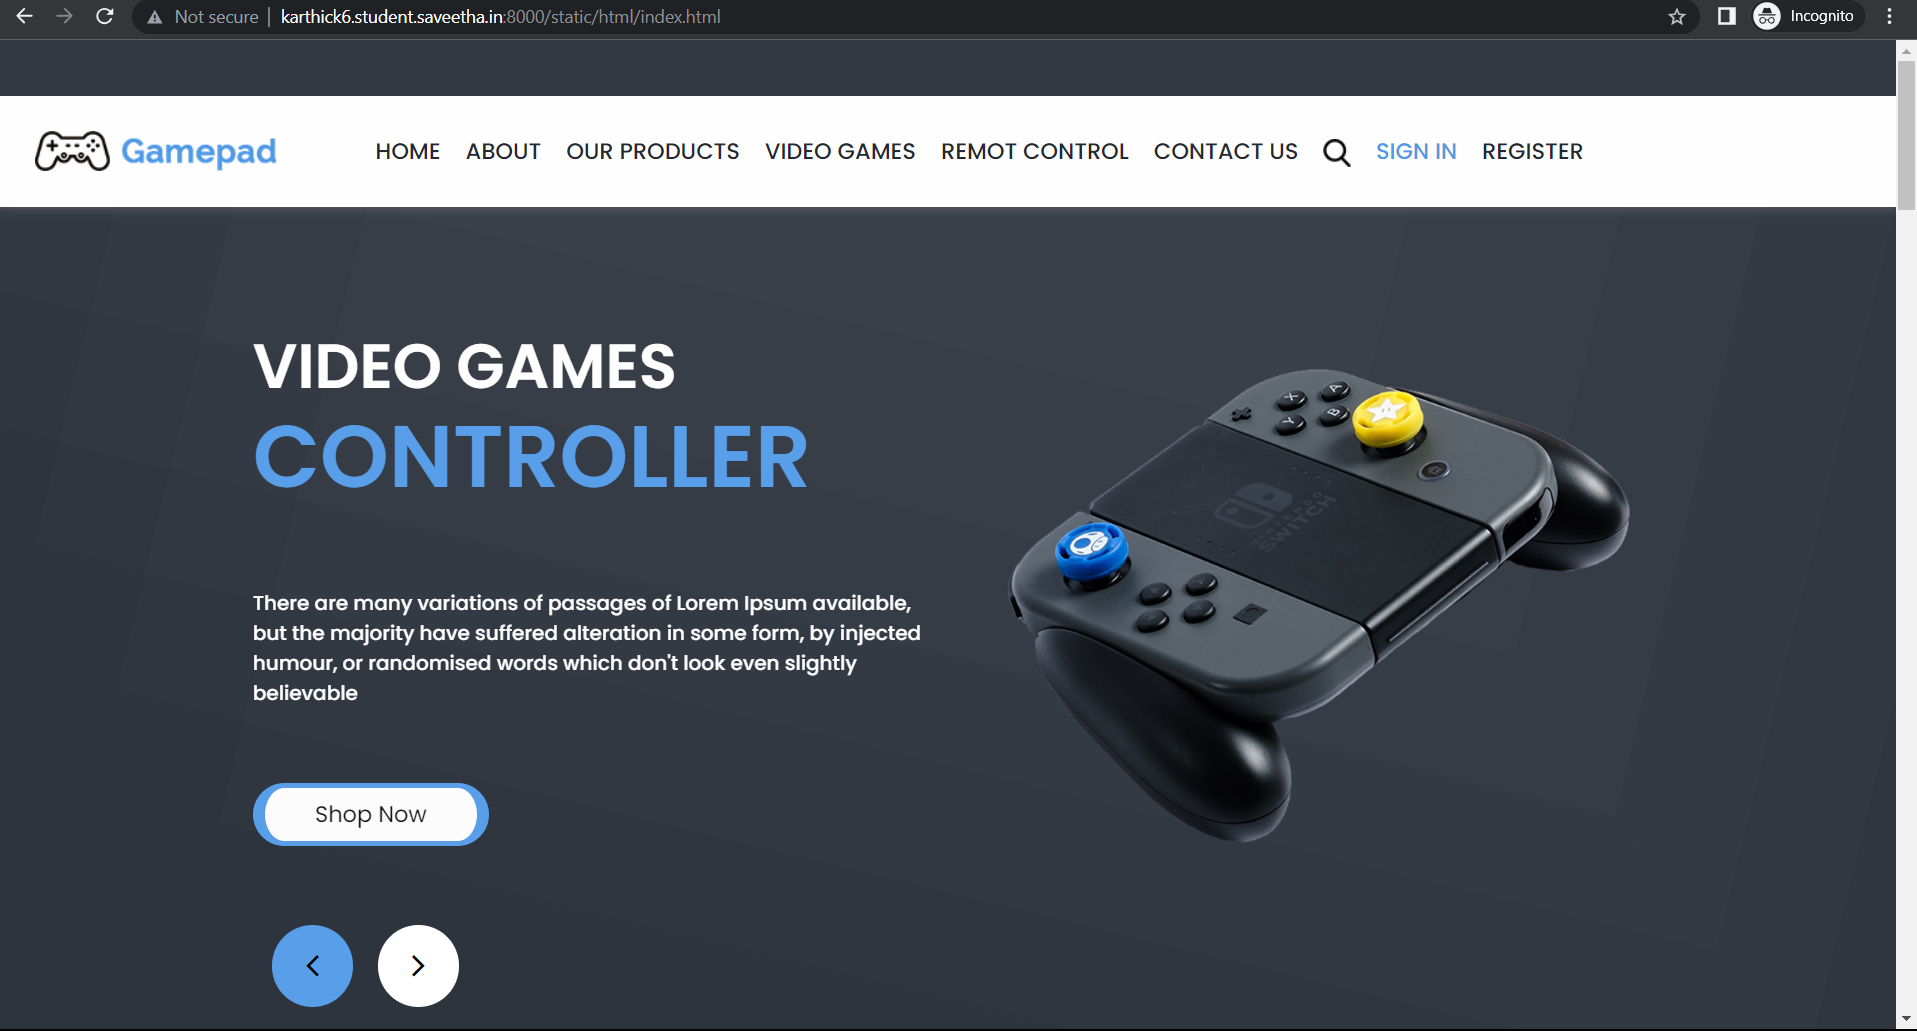 Not secure | karthick6.student.saveetha.in:8000/static/html/index.html
Incognito
Gamepad
HOME ABOUT OUR PRODUCTS VIDEO GAMES REMOT CONTROL CONTACT US SIGN IN REGISTER
VIDEO GAMES
CONTROLLER
There are many variations of passages of Lorem Ipsum available,
but the majority have suffered alteration in some form, by injected
humour, or randomised words which don't look even slightly
believable
X A
Y B
NINTENDO
SWITCH
Shop Now